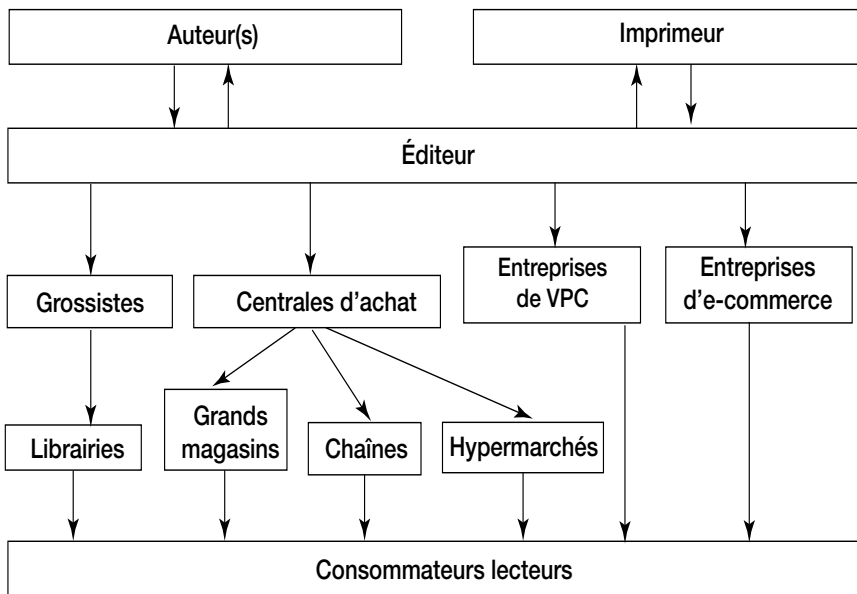 Auteur(s)
Imprimeur
Éditeur
Grossistes
Centrales d'achat
Entreprises
de VPC
Entreprises
d'e-commerce
Librairies
Grands
magasins
Chaînes
Hypermarchés
Consommateurs lecteurs